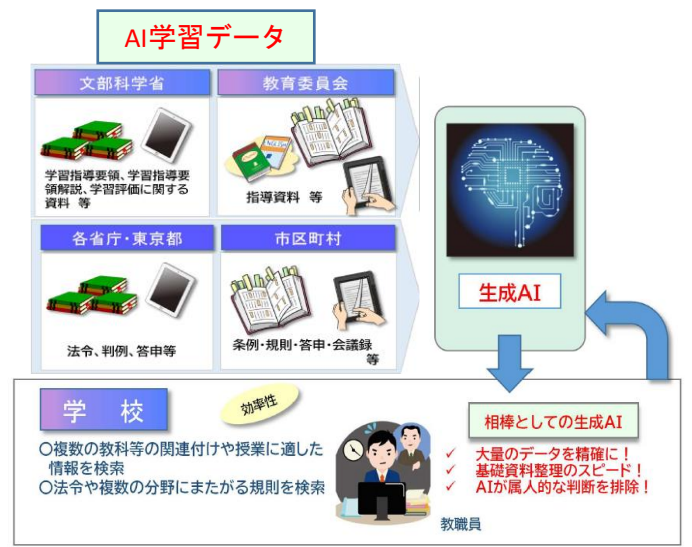 AI学習データ
文部科学省
学習指導要領、学習指導要
領解説、学習評価に関する
資料 等
教育委員会
ENGLISH
指導資料 等
各省庁・東京都
法令、判例、答申等
市区町村
条例・規則・答申・会議録
等
生成AI
学 校
効率性
〇複数の教科等の関連付けや授業に適した
情報を検索
〇法令や複数の分野にまたがる規則を検索
教職員
相棒としての生成AI
✓ 大量のデータを精確に！
✓ 基礎資料整理のスピード！
✓ AIが属人的な判断を排除！